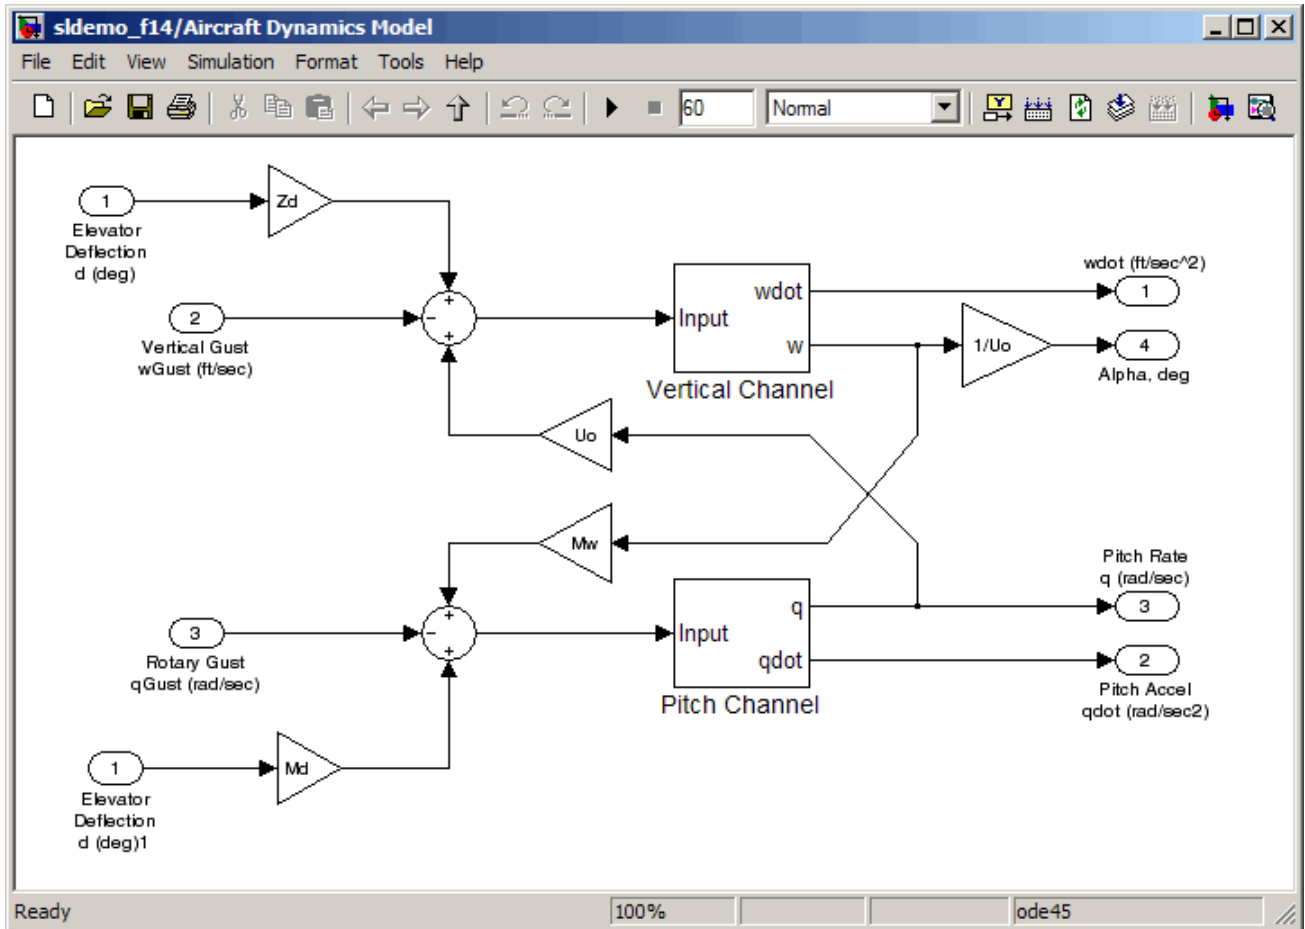 sldemo_f14/Aircraft Dynamics Model
File Edit View Simulation Format Tools Help
60 Normal
1
Elevator
Deflection
d (deg)
Zd
2
Vertical Gust
wGust (ft/sec)
+
−
+
Input
wdot
w
Vertical Channel
wdot (ft/sec^2)
1
1/Uo
4
Alpha, deg
Uo
Mw
3
Rotary Gust
qGust (rad/sec)
+
−
+
Input
q
qdot
Pitch Channel
Pitch Rate
q (rad/sec)
3
2
Pitch Accel
qdot (rad/sec2)
1
Elevator
Deflection
d (deg)1
Md
Ready 100% ode45